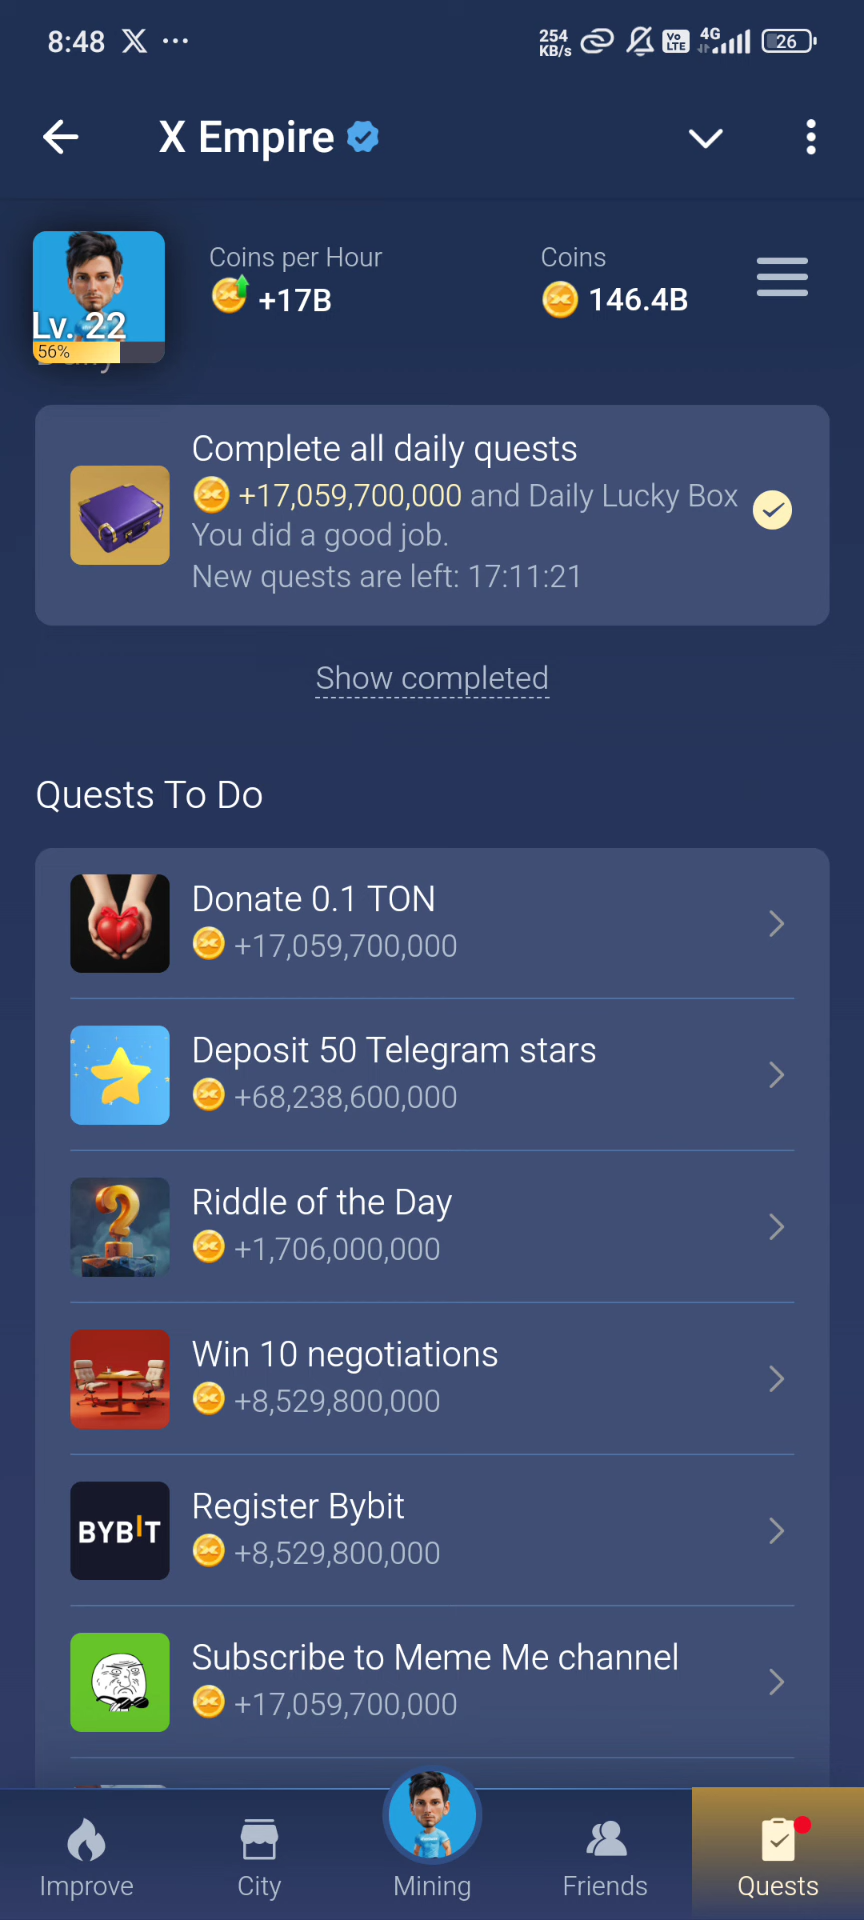 8:48
254
KB/s
Vo
LTE
4G
26
X Empire
Coins per Hour
+17B
Coins
146.4B
Lv. 22
56%
Complete all daily quests
+17,059,700,000 and Daily Lucky Box
You did a good job.
New quests are left: 17:11:21
Show completed
Quests To Do
Donate 0.1 TON
+17,059,700,000
Deposit 50 Telegram stars
+68,238,600,000
Riddle of the Day
+1,706,000,000
Win 10 negotiations
+8,529,800,000
BYBIT
Register Bybit
+8,529,800,000
Subscribe to Meme Me channel
+17,059,700,000
Improve
City
Mining
Friends
Quests